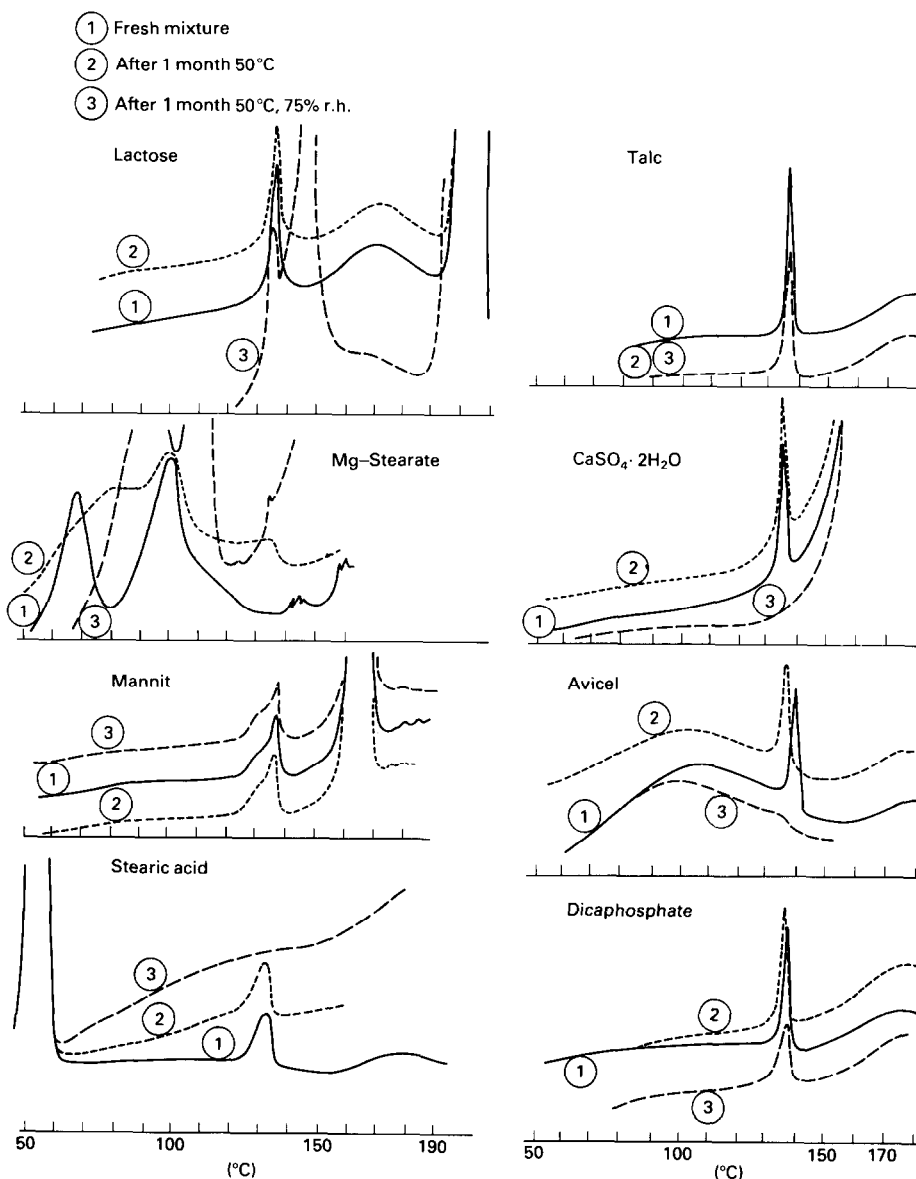 1 Fresh mixture
2 After 1 month 50°C
3 After 1 month 50°C, 75% r.h.
Lactose
2
1
3
Mg–Stearate
2
1
3
Mannit
3
1
2
Stearic acid
3
2
1
50 100 150 190
(°C)
Talc
1
2 3
CaSO₄· 2H₂O
2
1
3
Avicel
2
1
3
Dicaphosphate
2
1
3
50 100 150 170
(°C)